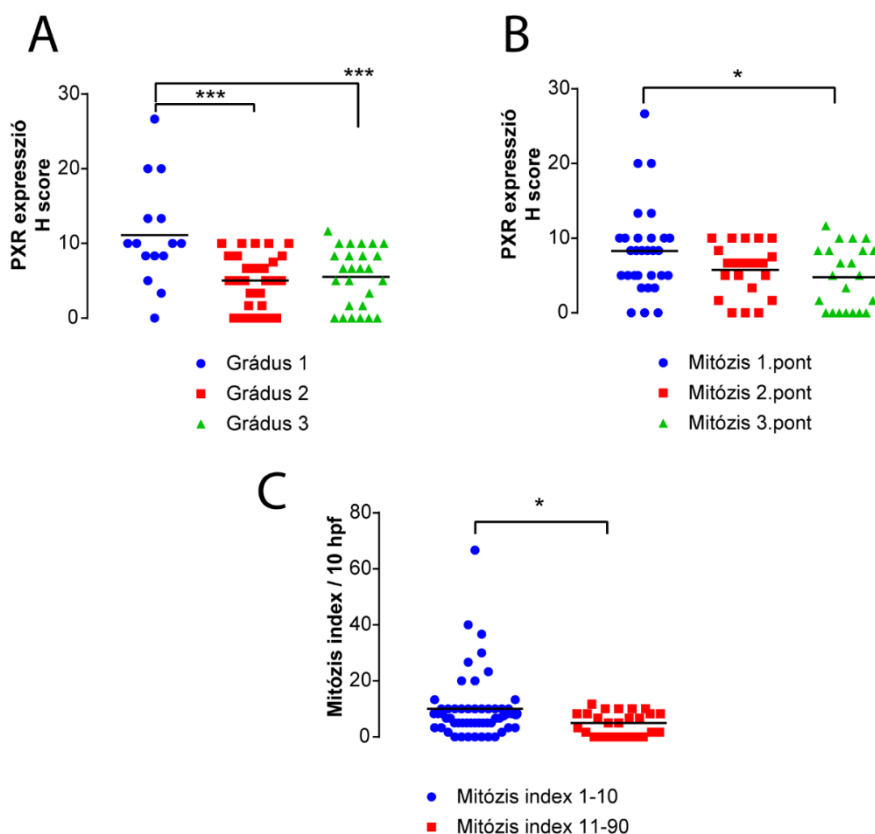 A
PXR expresszió
H score
30
20
10
0
***
***
Grádus 1
Grádus 2
Grádus 3
B
PXR expresszió
H score
30
20
10
0
*
Mitózis 1.pont
Mitózis 2.pont
Mitózis 3.pont
C
Mitózis index / 10 hpf
80
60
40
20
0
*
Mitózis index 1-10
Mitózis index 11-90